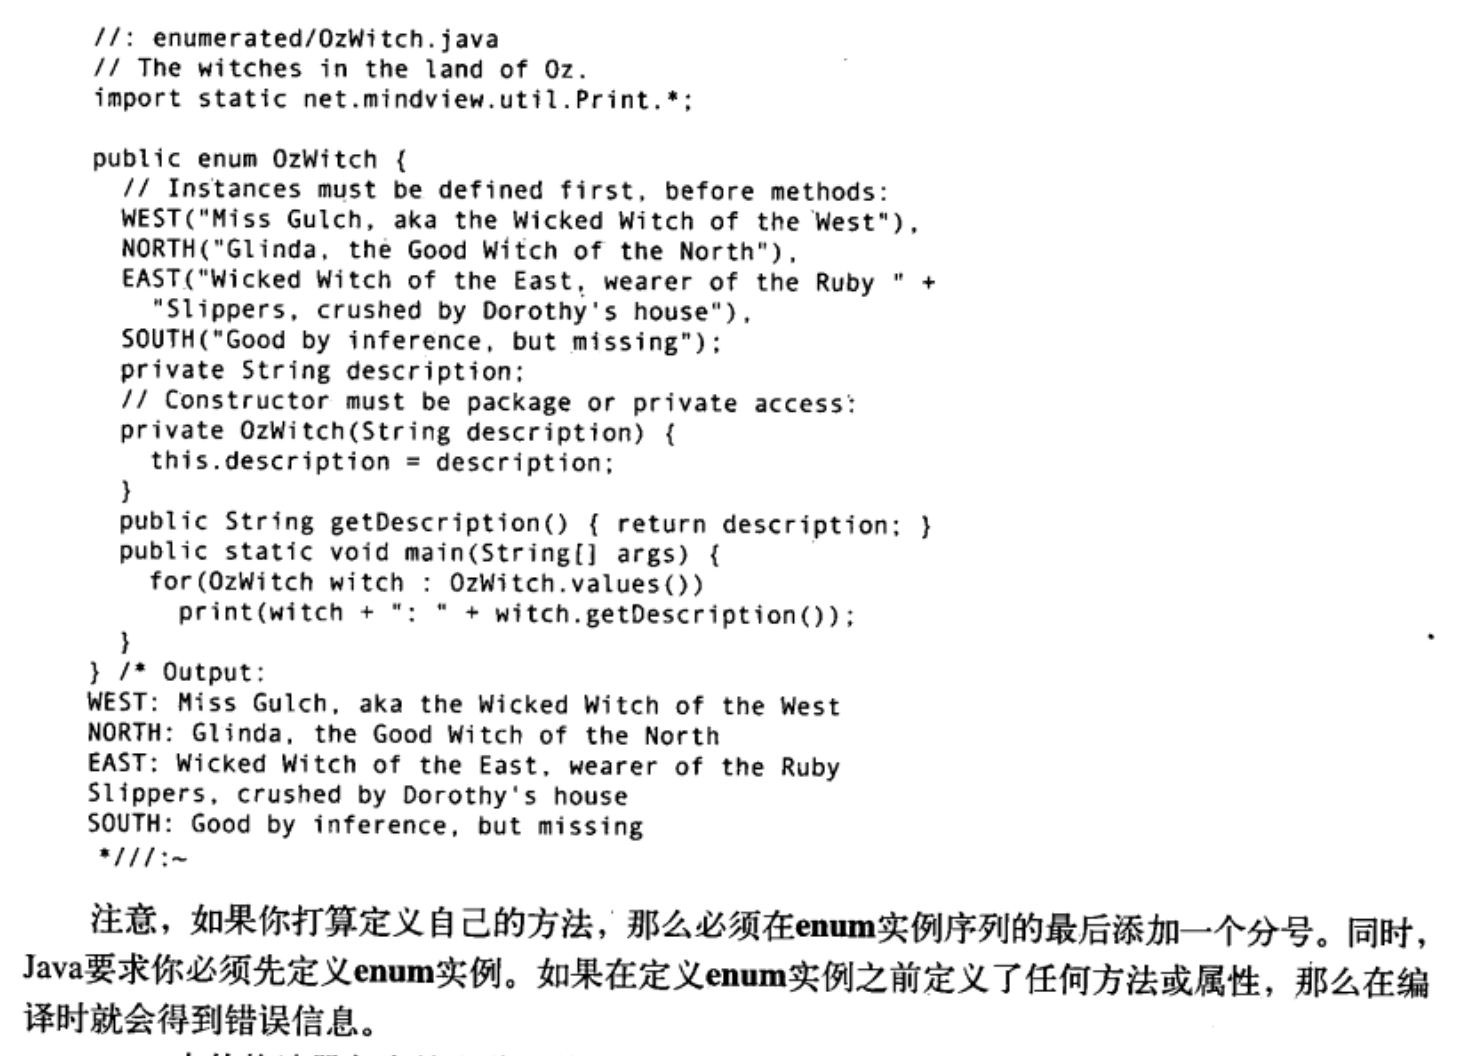 //: enumerated/OzWitch.java
// The witches in the land of Oz.
import static net.mindview.util.Print.*;
public enum OzWitch {
// Instances must be defined first, before methods:
WEST("Miss Gulch, aka the Wicked Witch of the West"),
NORTH("Glinda, the Good Witch of the North"),
EAST("Wicked Witch of the East, wearer of the Ruby " +
"Slippers, crushed by Dorothy's house"),
SOUTH("Good by inference, but missing");
private String description;
// Constructor must be package or private access:
private OzWitch(String description) {
this.description = description;
}
public String getDescription() { return description; }
public static void main(String[] args) {
for(OzWitch witch : OzWitch.values())
print(witch + ": " + witch.getDescription());
}
} /* Output:
WEST: Miss Gulch, aka the Wicked Witch of the West
NORTH: Glinda, the Good Witch of the North
EAST: Wicked Witch of the East, wearer of the Ruby
Slippers, crushed by Dorothy's house
SOUTH: Good by inference, but missing
*///:~
注意，如果你打算定义自己的方法，那么必须在enum实例序列的最后添加一个分号。同时，
Java要求你必须先定义enum实例。如果在定义enum实例之前定义了任何方法或属性，那么在编
译时就会得到错误信息。